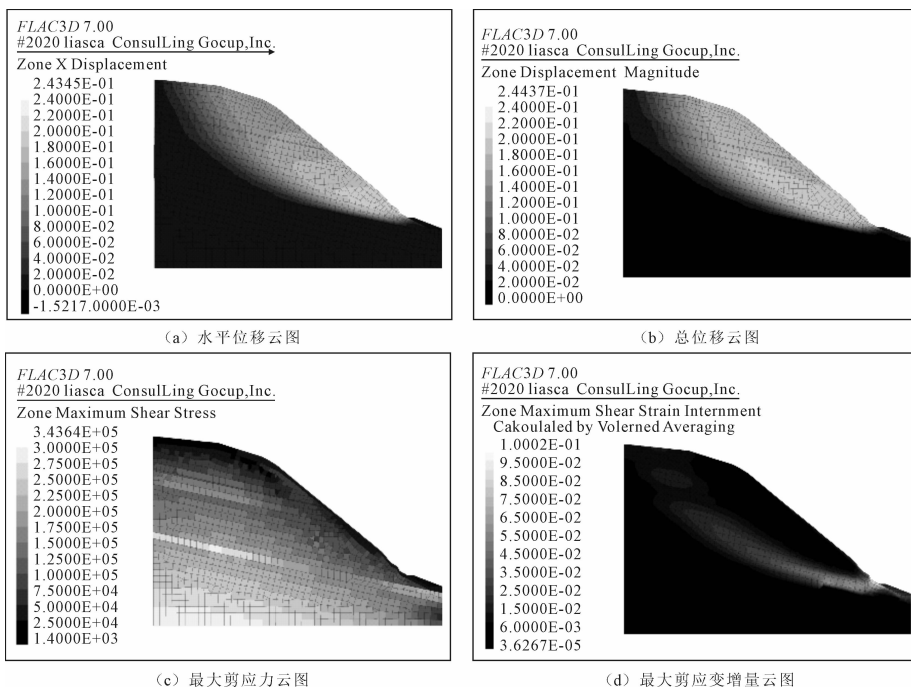 FLAC3D 7.00
#2020 liasca ConsulLing Gocup,Inc.
Zone X Displacement
2.4345E-01
2.4000E-01
2.2000E-01
2.0000E-01
1.8000E-01
1.6000E-01
1.4000E-01
1.2000E-01
1.0000E-01
8.0000E-02
6.0000E-02
4.0000E-02
2.0000E-02
0.0000E+00
-1.5217.0000E-03
(a) 水平位移云图
FLAC3D 7.00
#2020 liasca ConsulLing Gocup,Inc.
Zone Displacement Magnitude
2.4437E-01
2.4000E-01
2.2000E-01
2.0000E-01
1.8000E-01
1.6000E-01
1.4000E-01
1.2000E-01
1.0000E-01
8.0000E-02
6.0000E-02
4.0000E-02
2.0000E-02
0.0000E+00
(b) 总位移云图
FLAC3D 7.00
#2020 liasca ConsulLing Gocup,Inc.
Zone Maximum Shear Stress
3.4364E+05
3.0000E+05
2.7500E+05
2.5000E+05
2.2500E+05
2.0000E+05
1.7500E+05
1.5000E+05
1.2500E+05
1.0000E+05
7.5000E+04
5.0000E+04
2.5000E+04
1.4000E+03
(c) 最大剪应力云图
FLAC3D 7.00
#2020 liasca ConsulLing Gocup,Inc.
Zone Maximum Shear Strain Internment
Cakoulaled by Volerned Averaging
1.0002E-01
9.5000E-02
8.5000E-02
7.5000E-02
6.5000E-02
5.5000E-02
4.5000E-02
3.5000E-02
2.5000E-02
1.5000E-02
6.0000E-03
3.6267E-05
(d) 最大剪应变增量云图